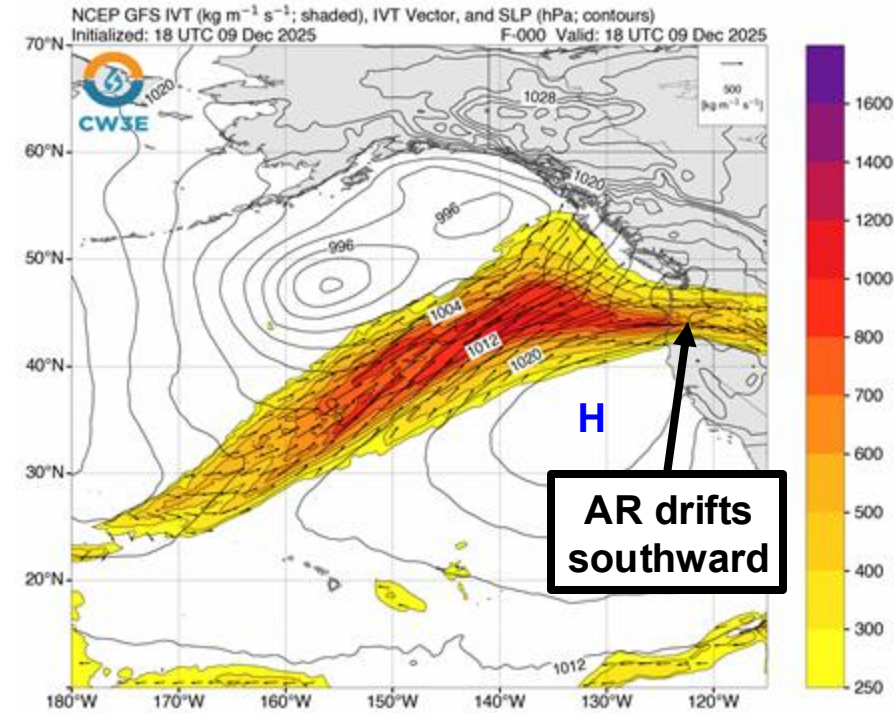 NCEP GFS IVT (kg m⁻¹ s⁻¹; shaded), IVT Vector, and SLP (hPa; contours)
Initialized: 18 UTC 09 Dec 2025 F-000 Valid: 18 UTC 09 Dec 2025
70°N
CW3E
1020
1028
500
[kg m⁻¹ s⁻¹]
1600
1400
60°N
1020
996
1200
50°N
996
1000
1004
800
40°N
1012
1020
700
H
600
30°N
AR drifts
southward
500
20°N
400
300
1012
250
180°W 170°W 160°W 150°W 140°W 130°W 120°W